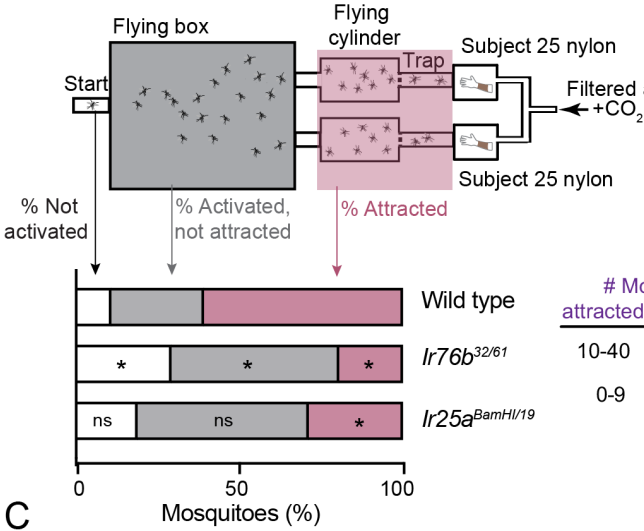 Flying box
Flying
cylinder
Trap
Subject 25 nylon
Start
Filtered
+CO2
Subject 25 nylon
% Not
activated
% Activated,
not attracted
% Attracted
Wild type
*
*
*
Ir76b32/61
ns
ns
*
Ir25aBamHI/19
# Mo
attracted
10-40
0-9
0
50
100
Mosquitoes (%)
C